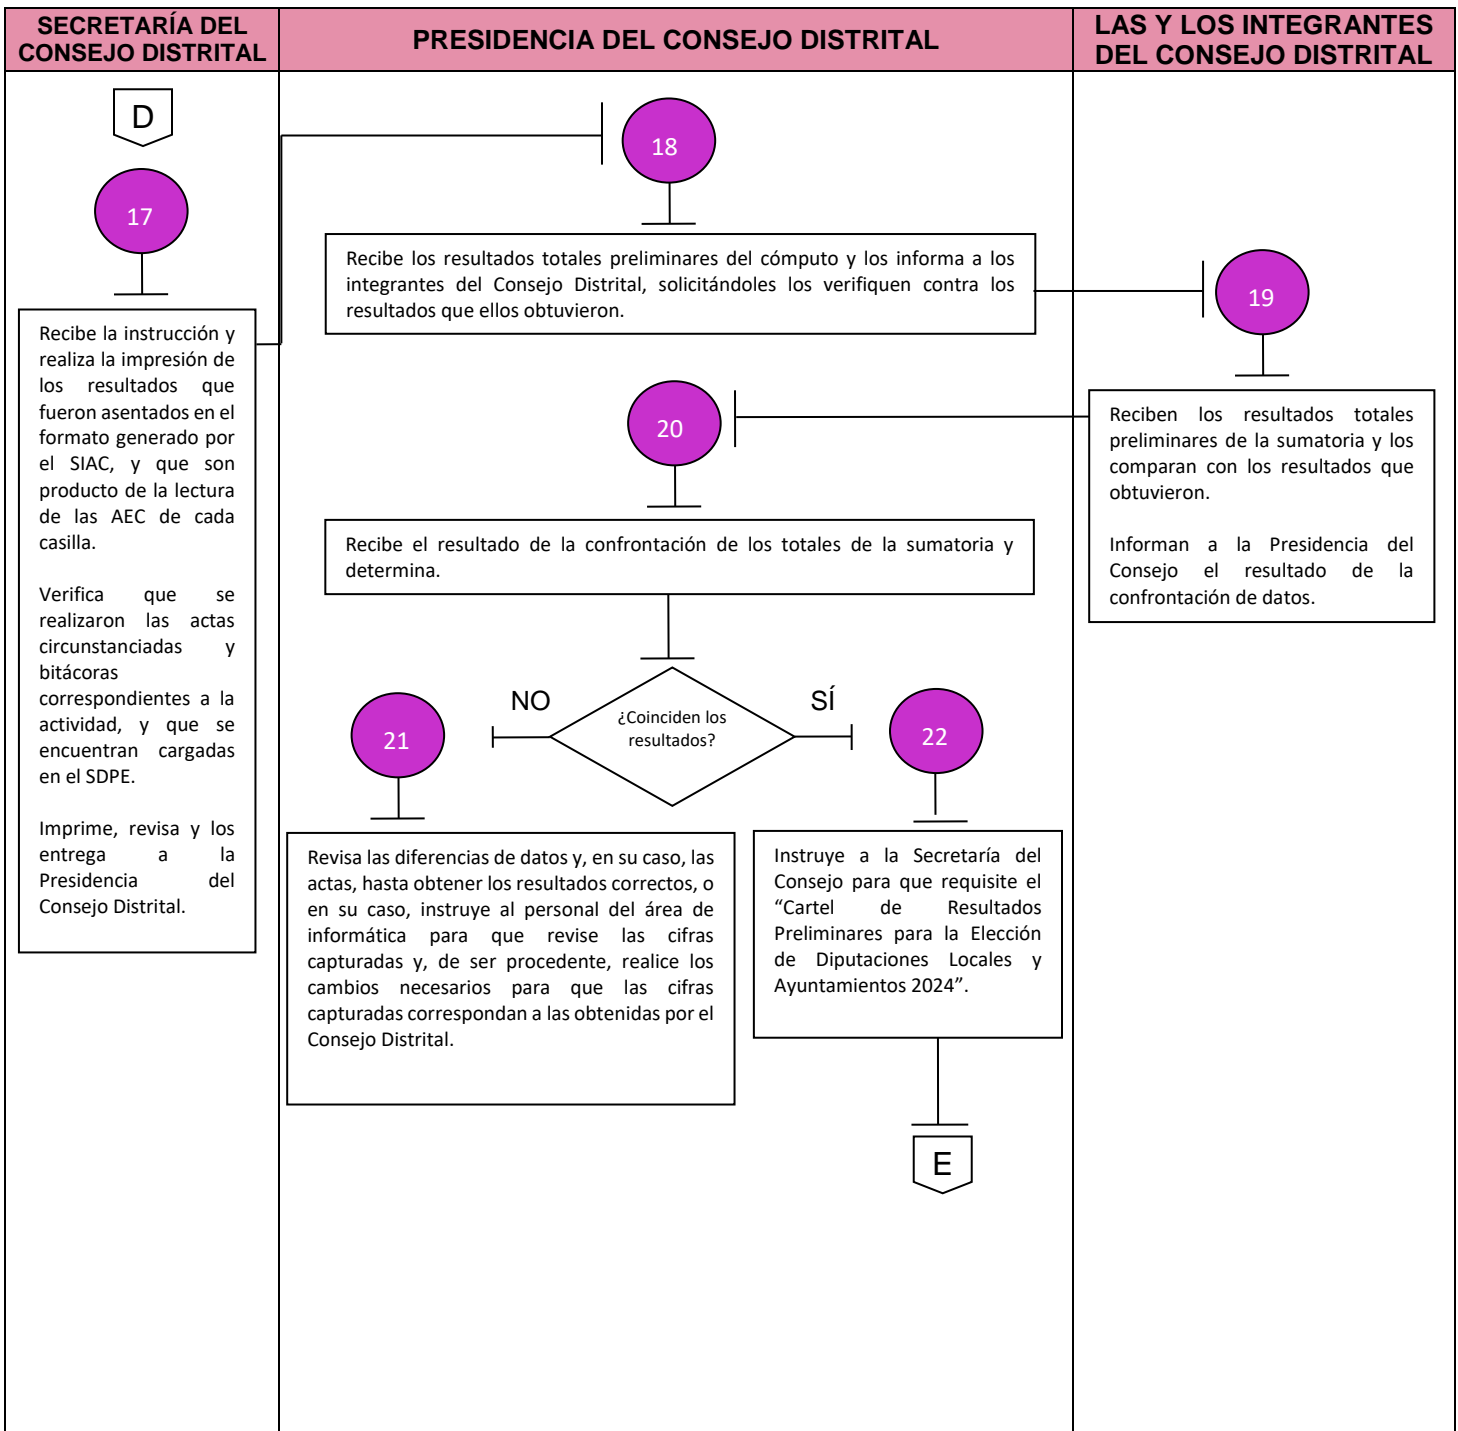 SECRETARÍA DEL
CONSEJO DISTRITAL
PRESIDENCIA DEL CONSEJO DISTRITAL
LAS Y LOS INTEGRANTES
DEL CONSEJO DISTRITAL
D
17
Recibe la instrucción y
realiza la impresión de
los resultados que
fueron asentados en el
formato generado por
el SIAC, y que son
producto de la lectura
de las AEC de cada
casilla.
Verifica que se
realizaron las actas
circunstanciadas y
bitácoras
correspondientes a la
actividad, y que se
encuentran cargadas
en el SDPE.
Imprime, revisa y los
entrega a la
Presidencia del
Consejo Distrital.
18
Recibe los resultados totales preliminares del cómputo y los informa a los
integrantes del Consejo Distrital, solicitándoles los verifiquen contra los
resultados que ellos obtuvieron.
19
Reciben los resultados totales
preliminares de la sumatoria y los
comparan con los resultados que
obtuvieron.
Informan a la Presidencia del
Consejo el resultado de la
confrontación de datos.
20
Recibe el resultado de la confrontación de los totales de la sumatoria y
determina.
¿Coinciden los
resultados?
NO
SÍ
21
Revisa las diferencias de datos y, en su caso, las
actas, hasta obtener los resultados correctos, o
en su caso, instruye al personal del área de
informática para que revise las cifras
capturadas y, de ser procedente, realice los
cambios necesarios para que las cifras
capturadas correspondan a las obtenidas por el
Consejo Distrital.
22
Instruye a la Secretaría del
Consejo para que requisite el
“Cartel de Resultados
Preliminares para la Elección
de Diputaciones Locales y
Ayuntamientos 2024”.
E